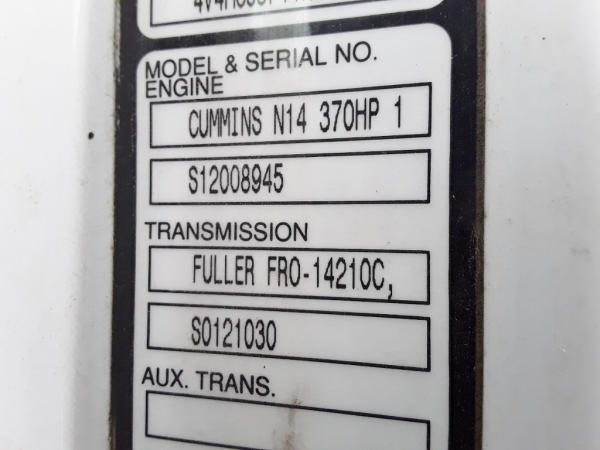 MODEL & SERIAL NO.
ENGINE
CUMMINS N14 370HP 1
S12008945
TRANSMISSION
FULLER FRO-14210C,
S0121030
AUX. TRANS.